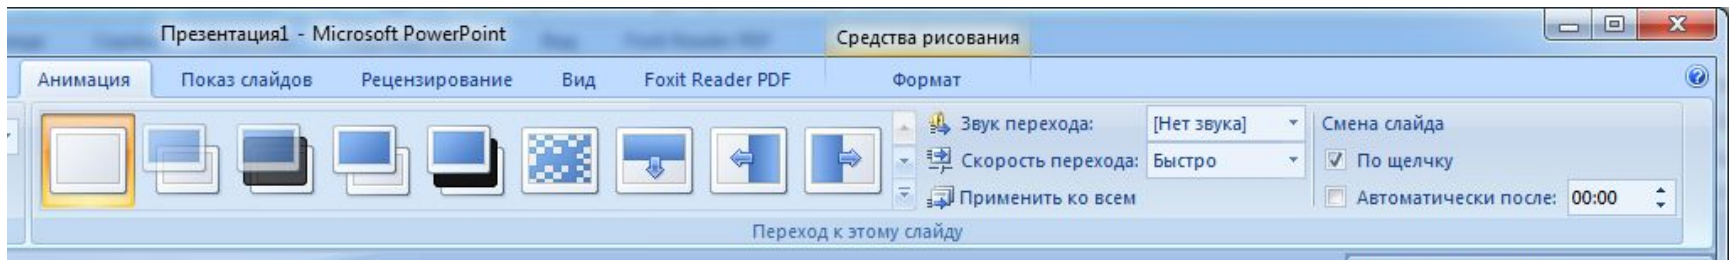 Презентация1 - Microsoft PowerPoint
Средства рисования
Анимация Показ слайдов Рецензирование Вид Foxit Reader PDF Формат
Звук перехода: [Нет звука]
Скорость перехода: Быстро
Применить ко всем
Смена слайда
По щелчку
Автоматически после: 00:00
Переход к этому слайду